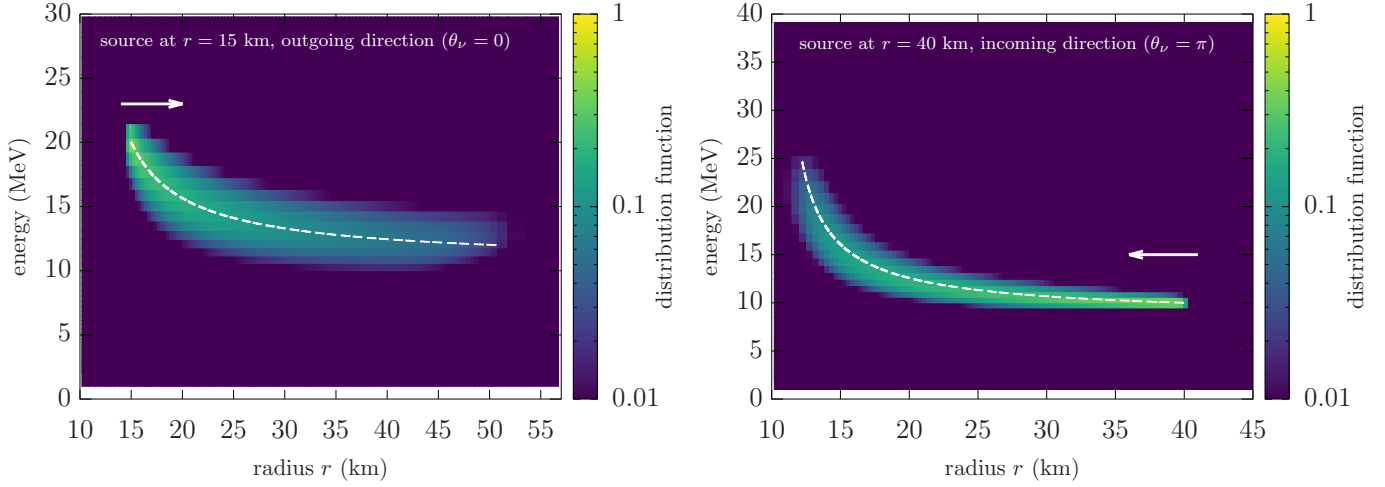 source at r = 15 km, outgoing direction (θ_ν = 0)
energy (MeV)
30
25
20
15
10
5
0
10 15 20 25 30 35 40 45 50 55
radius r (km)
1
0.1
0.01
distribution function
source at r = 40 km, incoming direction (θ_ν = π)
energy (MeV)
40
35
30
25
20
15
10
5
0
10 15 20 25 30 35 40 45
radius r (km)
1
0.1
0.01
distribution function